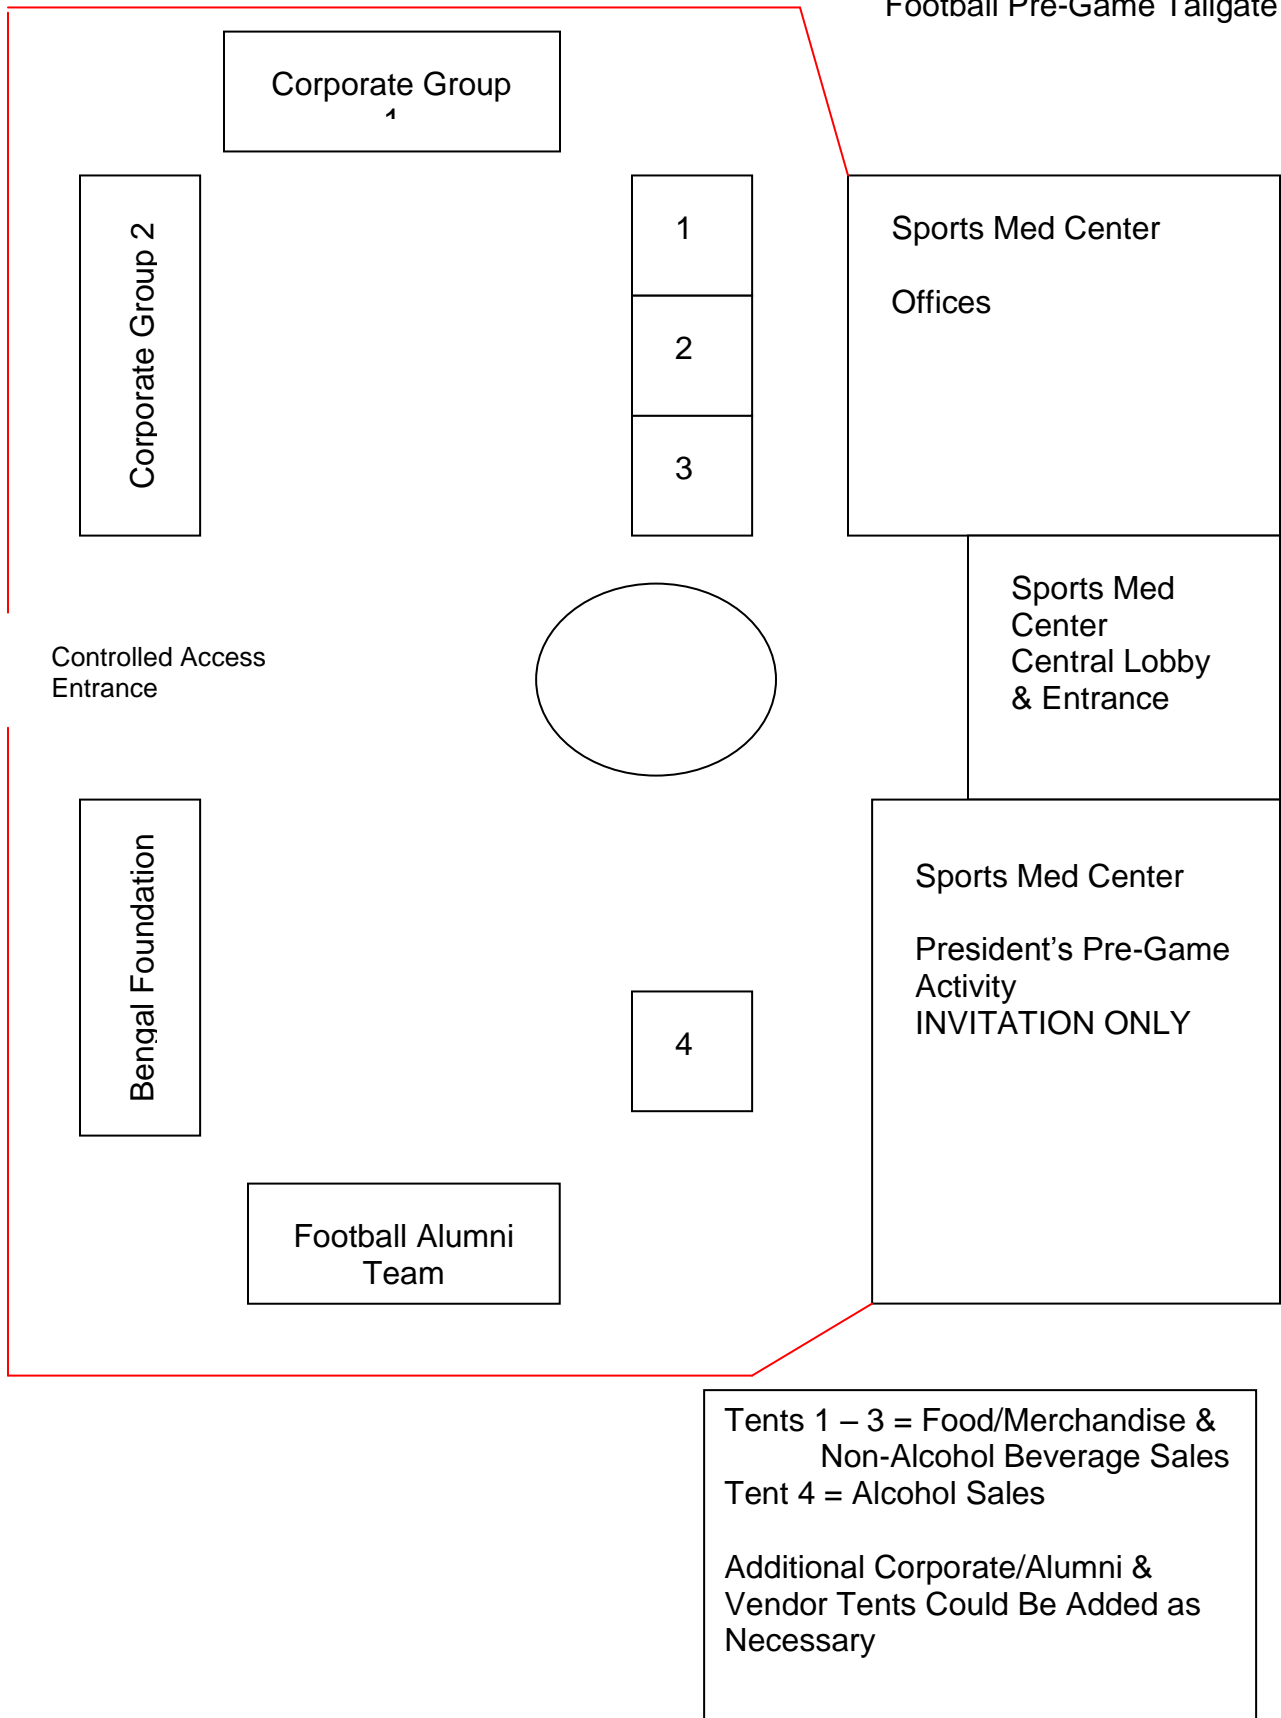 Football Pre-Game Tailgate
Corporate Group
1
Corporate Group 2
1
2
3
Sports Med Center
Offices
Sports Med
Center
Central Lobby
& Entrance
Controlled Access
Entrance
Bengal Foundation
Sports Med Center
President’s Pre-Game
Activity
INVITATION ONLY
4
Football Alumni
Team
Tents 1 – 3 = Food/Merchandise &
Non-Alcohol Beverage Sales
Tent 4 = Alcohol Sales
Additional Corporate/Alumni &
Vendor Tents Could Be Added as
Necessary